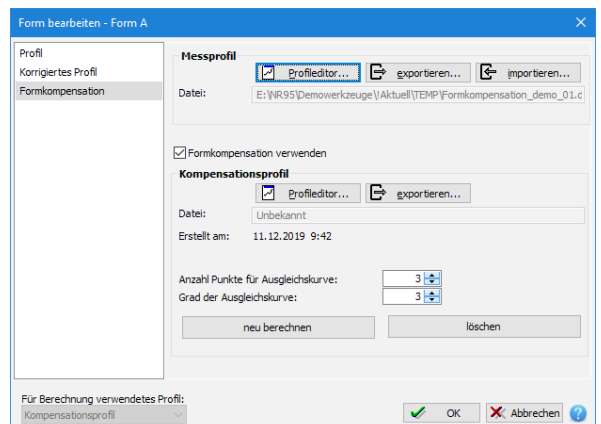 Form bearbeiten - Form A
Profil
Korrigiertes Profil
Formkompensation
Messprofil
Profileditor... exportieren... importieren...
Datei: E:\NR95\Demowerkzeuge\!Aktuell\TEMP\Formkompensation_demo_01.c
Formkompensation verwenden
Kompensationsprofil
Profileditor... exportieren...
Datei: Unbekannt
Erstellt am: 11.12.2019 9:42
Anzahl Punkte für Ausgleichskurve: 3
Grad der Ausgleichskurve: 3
neu berechnen löschen
Für Berechnung verwendetes Profil:
Kompensationsprofil
OK Abbrechen ?